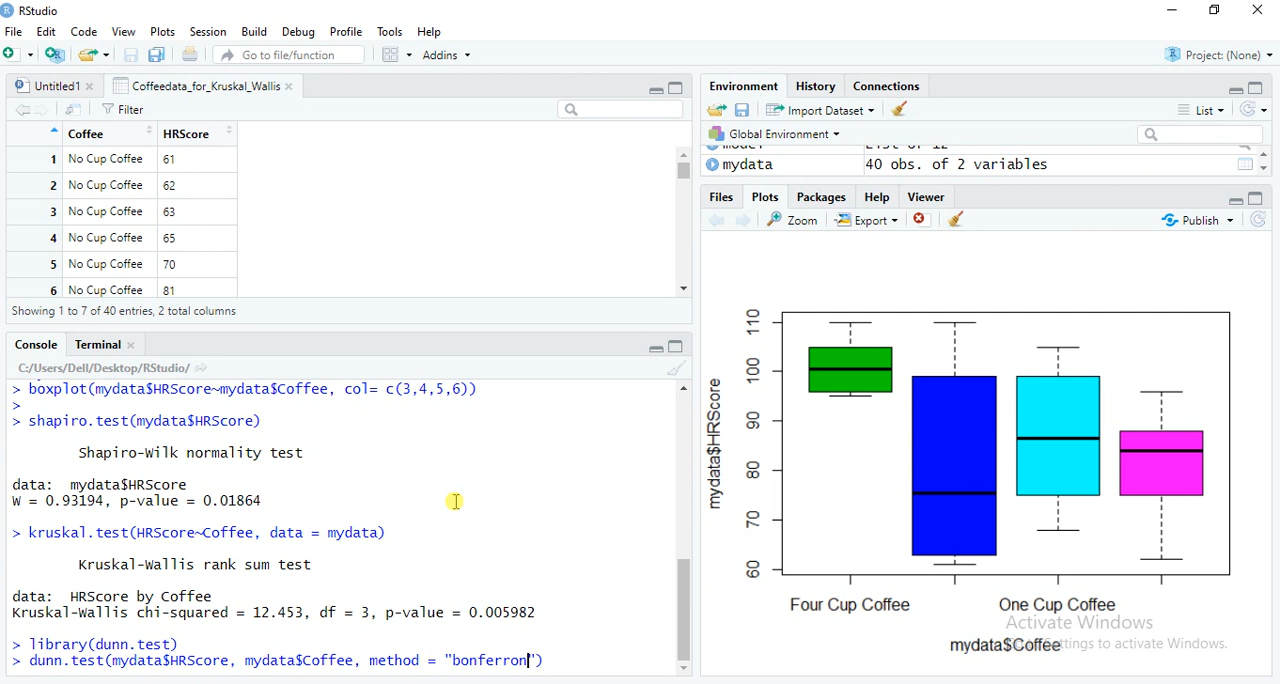 RStudio
File Edit Code View Plots Session Build Debug Profile Tools Help
Go to file/function Addins Project: (None)
Untitled1 Coffeedata_for_Kruskal_Wallis
Filter
Coffee HRScore
1 No Cup Coffee 61
2 No Cup Coffee 62
3 No Cup Coffee 63
4 No Cup Coffee 65
5 No Cup Coffee 70
6 No Cup Coffee 81
Showing 1 to 7 of 40 entries, 2 total columns
Console Terminal
C:/Users/Dell/Desktop/RStudio/
> boxplot(mydata$HRScore~mydata$Coffee, col= c(3,4,5,6))
>
> shapiro.test(mydata$HRScore)
Shapiro-Wilk normality test
data: mydata$HRScore
W = 0.93194, p-value = 0.01864
> kruskal.test(HRScore~Coffee, data = mydata)
Kruskal-Wallis rank sum test
data: HRScore by Coffee
Kruskal-Wallis chi-squared = 12.453, df = 3, p-value = 0.005982
> library(dunn.test)
> dunn.test(mydata$HRScore, mydata$Coffee, method = "bonferron")
Environment History Connections
Import Dataset List
Global Environment
mydata 40 obs. of 2 variables
Files Plots Packages Help Viewer
Zoom Export Publish
110
100
90
80
70
60
mydata$HRScore
Four Cup Coffee One Cup Coffee
mydata$Coffee
Activate Windows
ttings to activate Windows.